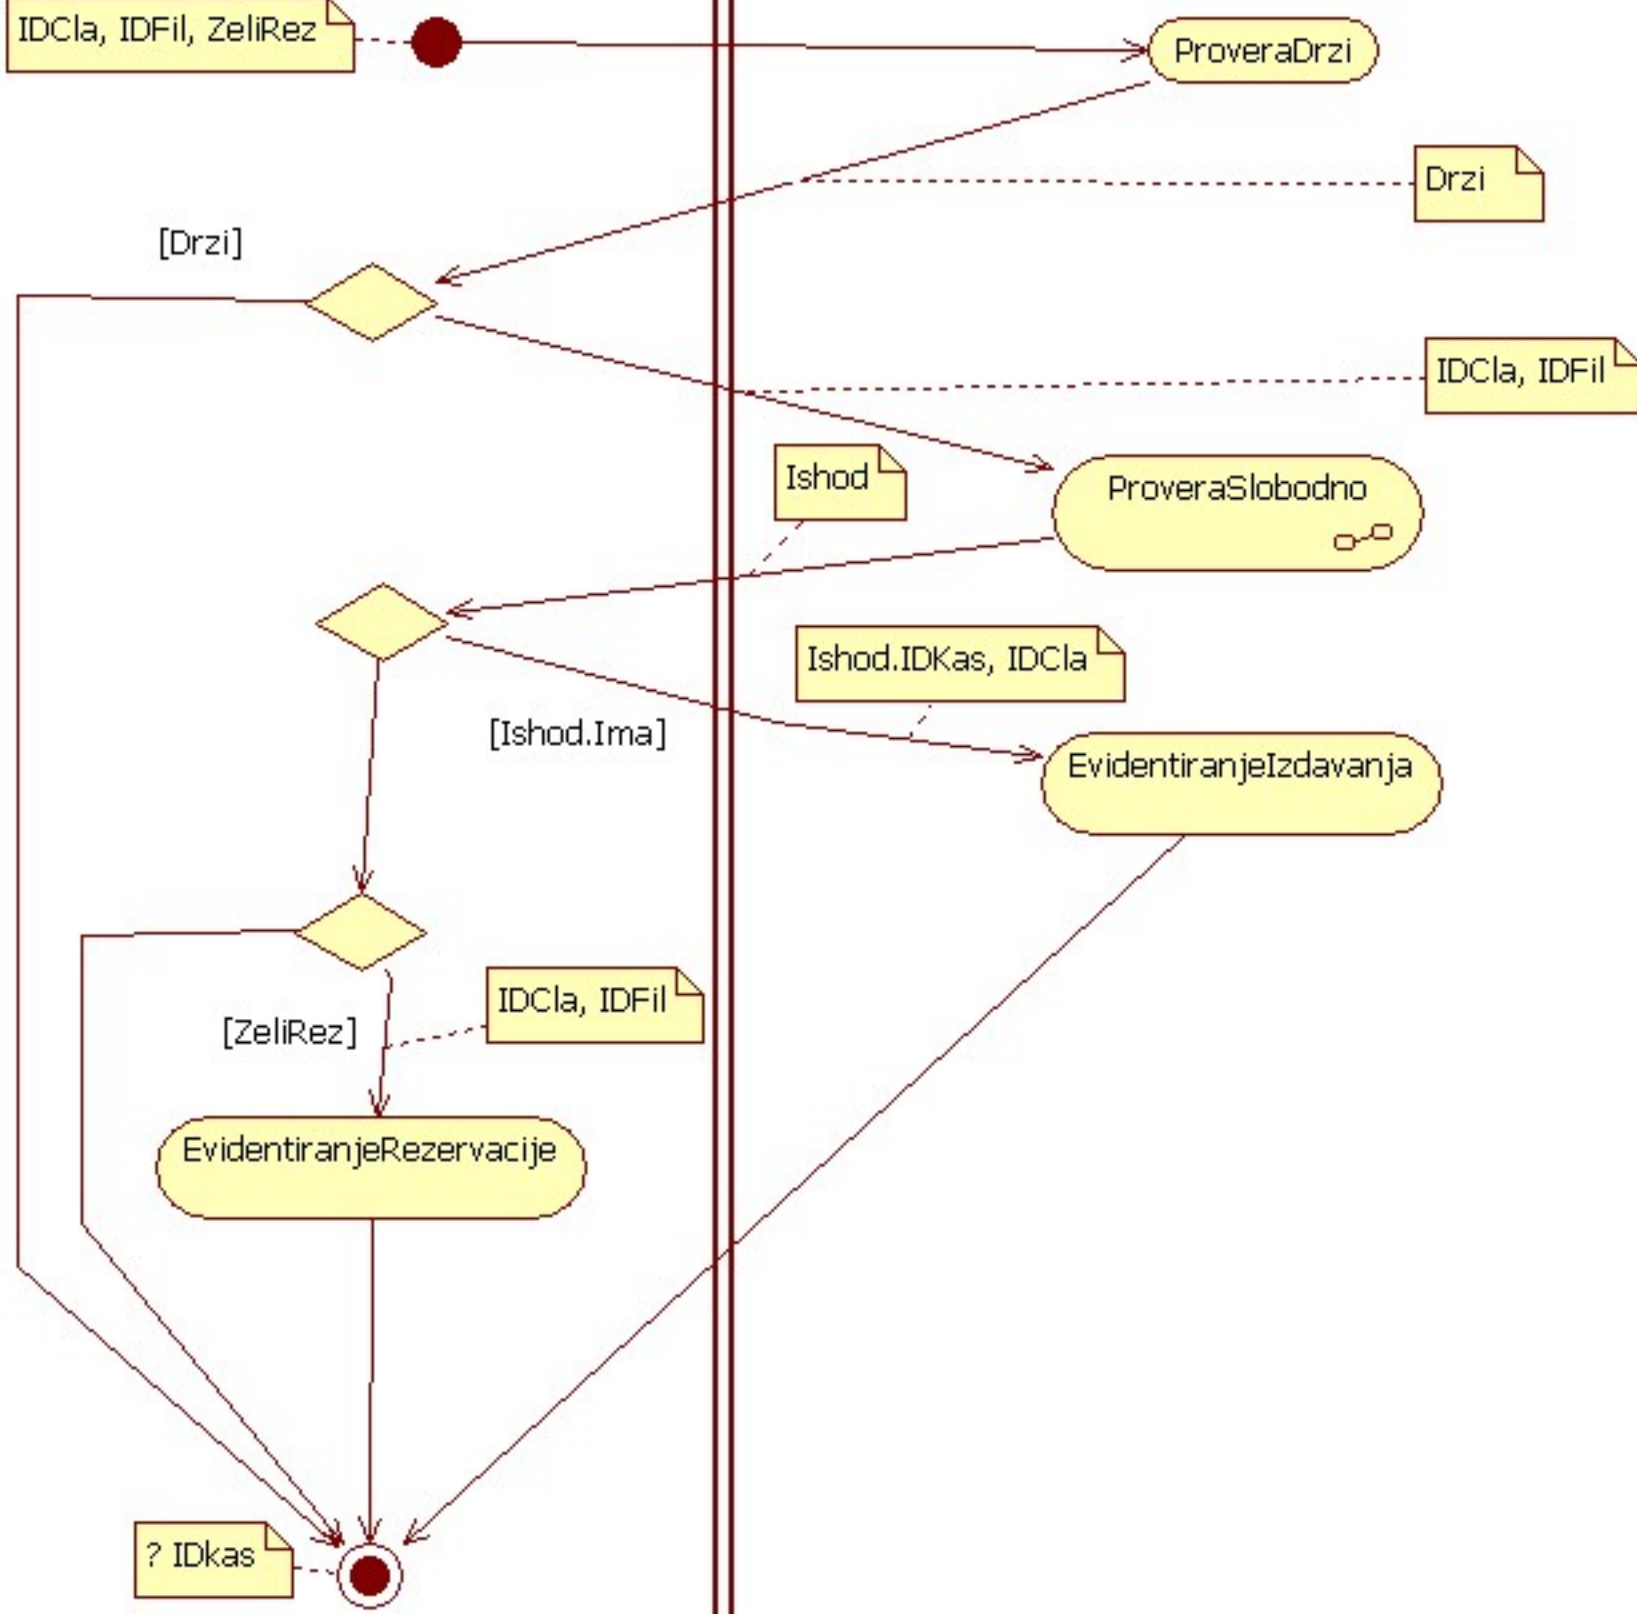 IDCla, IDFil, ZeliRez
ProveraDrzi
Drzi
[Drzi]
IDCla, IDFil
Ishod
ProveraSlobodno
Ishod.IDKas, IDCla
[Ishod.Ima]
EvidentiranjeIzdavanja
IDCla, IDFil
[ZeliRez]
EvidentiranjeRezervacije
? IDkas